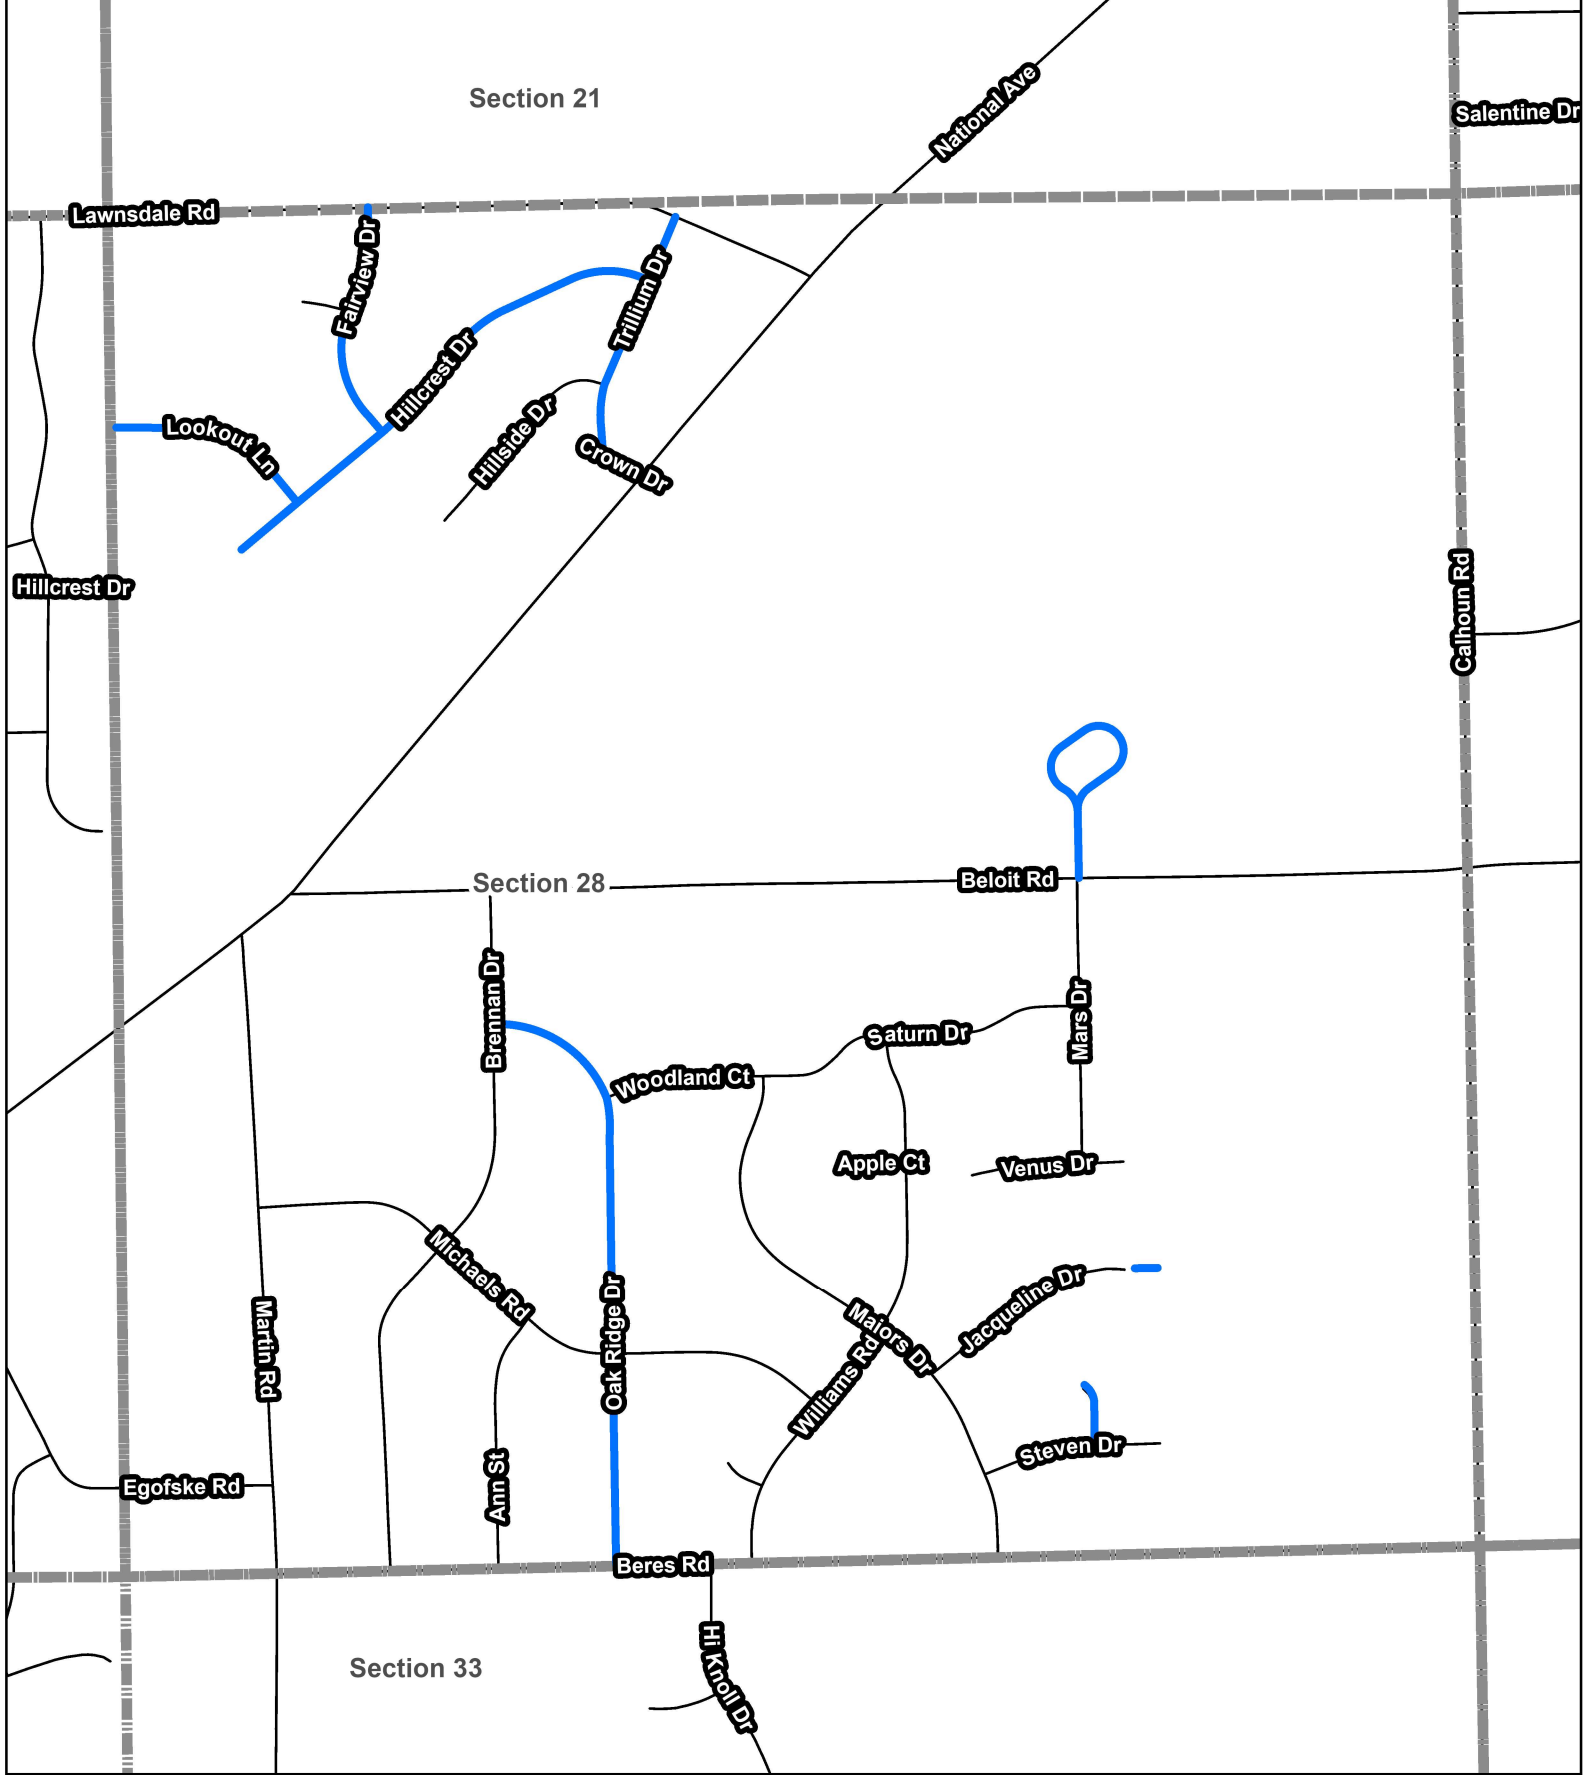 Section 21
National Ave
Salentine Dr
Lawnsdale Rd
Fairview Dr
Trillium Dr
Hillcrest Dr
Lookout Ln
Hillside Dr
Crown Dr
Hillcrest Dr
Calhoun Rd
Section 28
Beloit Rd
Brennan Dr
Mars Dr
Saturn Dr
Woodland Ct
Apple Ct
Venus Dr
Michaels Rd
Jacqueline Dr
Martin Rd
Oak Ridge Dr
Majors Dr
Williams Rd
Steven Dr
Ann St
Egofske Rd
Beres Rd
Hi Knoll Dr
Section 33